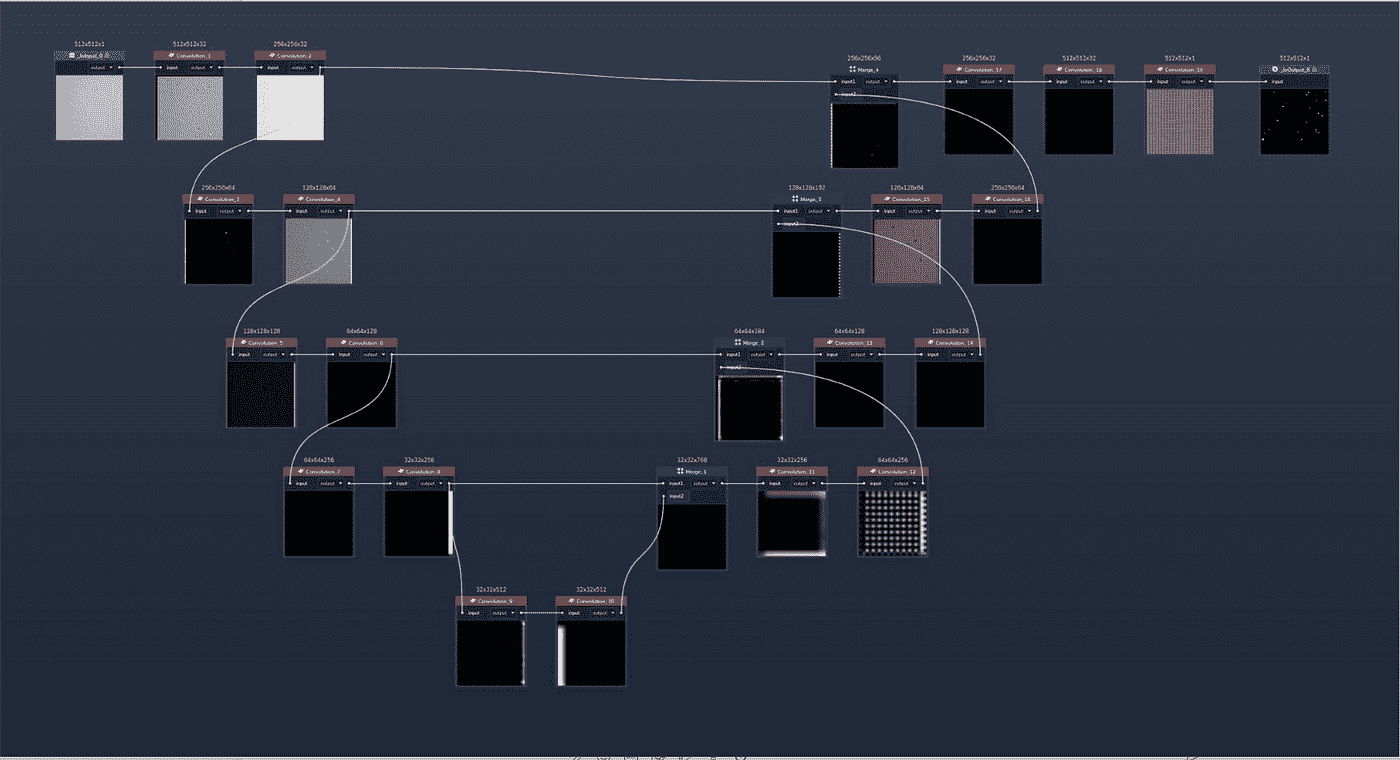 512x512x1
512x512x32
256x256x32
Convolution_1
Convolution_2
output
input output
input output
256x256x96
256x256x32
512x512x32
512x512x1
512x512x1
Merge_4
Convolution_17
Convolution_18
Convolution_19
input1 output
input2
input output
input output
input output
input
256x256x64
128x128x64
Convolution_3
Convolution_4
input output
input output
128x128x192
128x128x64
256x256x64
Merge_3
Convolution_15
Convolution_16
input1 output
input2
input output
input output
128x128x128
64x64x128
Convolution_5
Convolution_6
input output
input output
64x64x384
64x64x128
128x128x128
Merge_2
Convolution_13
Convolution_14
input1 output
input2
input output
input output
64x64x256
32x32x256
Convolution_7
Convolution_8
input output
input output
32x32x768
32x32x256
64x64x256
Merge_1
Convolution_11
Convolution_12
input1 output
input2
input output
input output
32x32x512
32x32x512
Convolution_9
Convolution_10
input output
input output